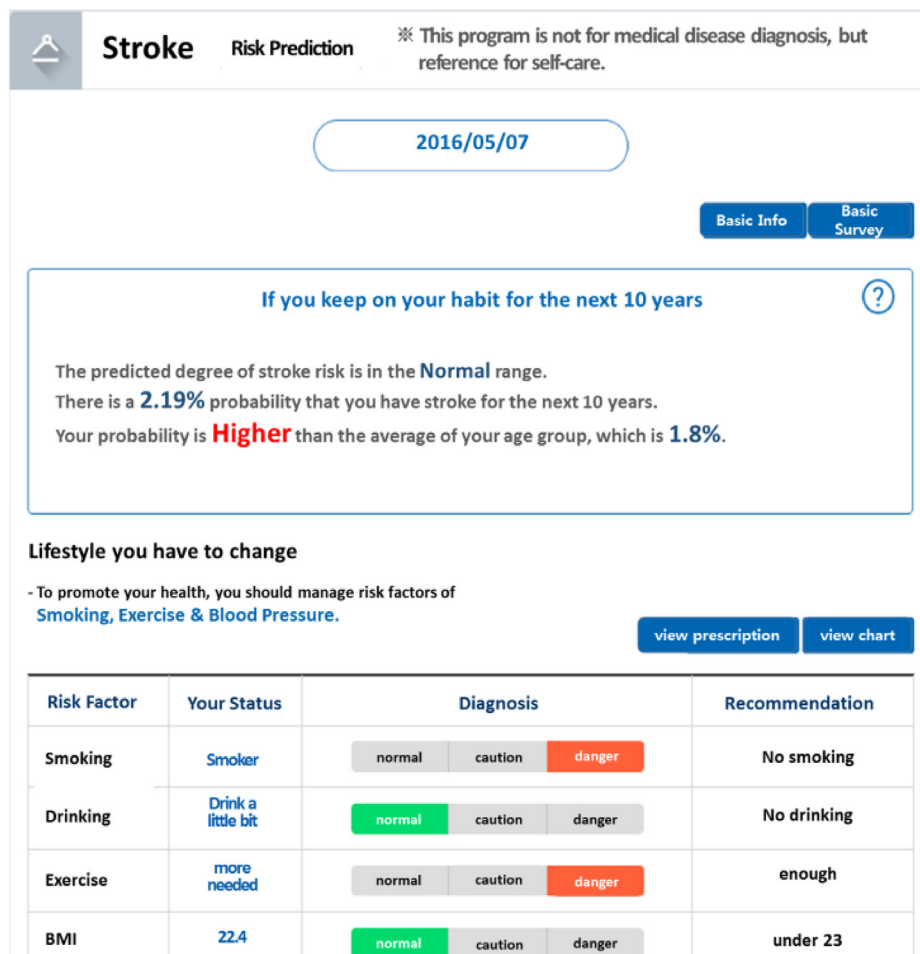 Stroke Risk Prediction
※ This program is not for medical disease diagnosis, but
reference for self-care.
2016/05/07
Basic Info
Basic
Survey
If you keep on your habit for the next 10 years
?
The predicted degree of stroke risk is in the Normal range.
There is a 2.19% probability that you have stroke for the next 10 years.
Your probability is Higher than the average of your age group, which is 1.8%.
Lifestyle you have to change
- To promote your health, you should manage risk factors of
Smoking, Exercise & Blood Pressure.
view prescription
view chart
Risk Factor Your Status Diagnosis Recommendation
Smoking Smoker normal caution danger No smoking
Drinking Drink a
little bit normal caution danger No drinking
Exercise more
needed normal caution danger enough
BMI 22.4 normal caution danger under 23